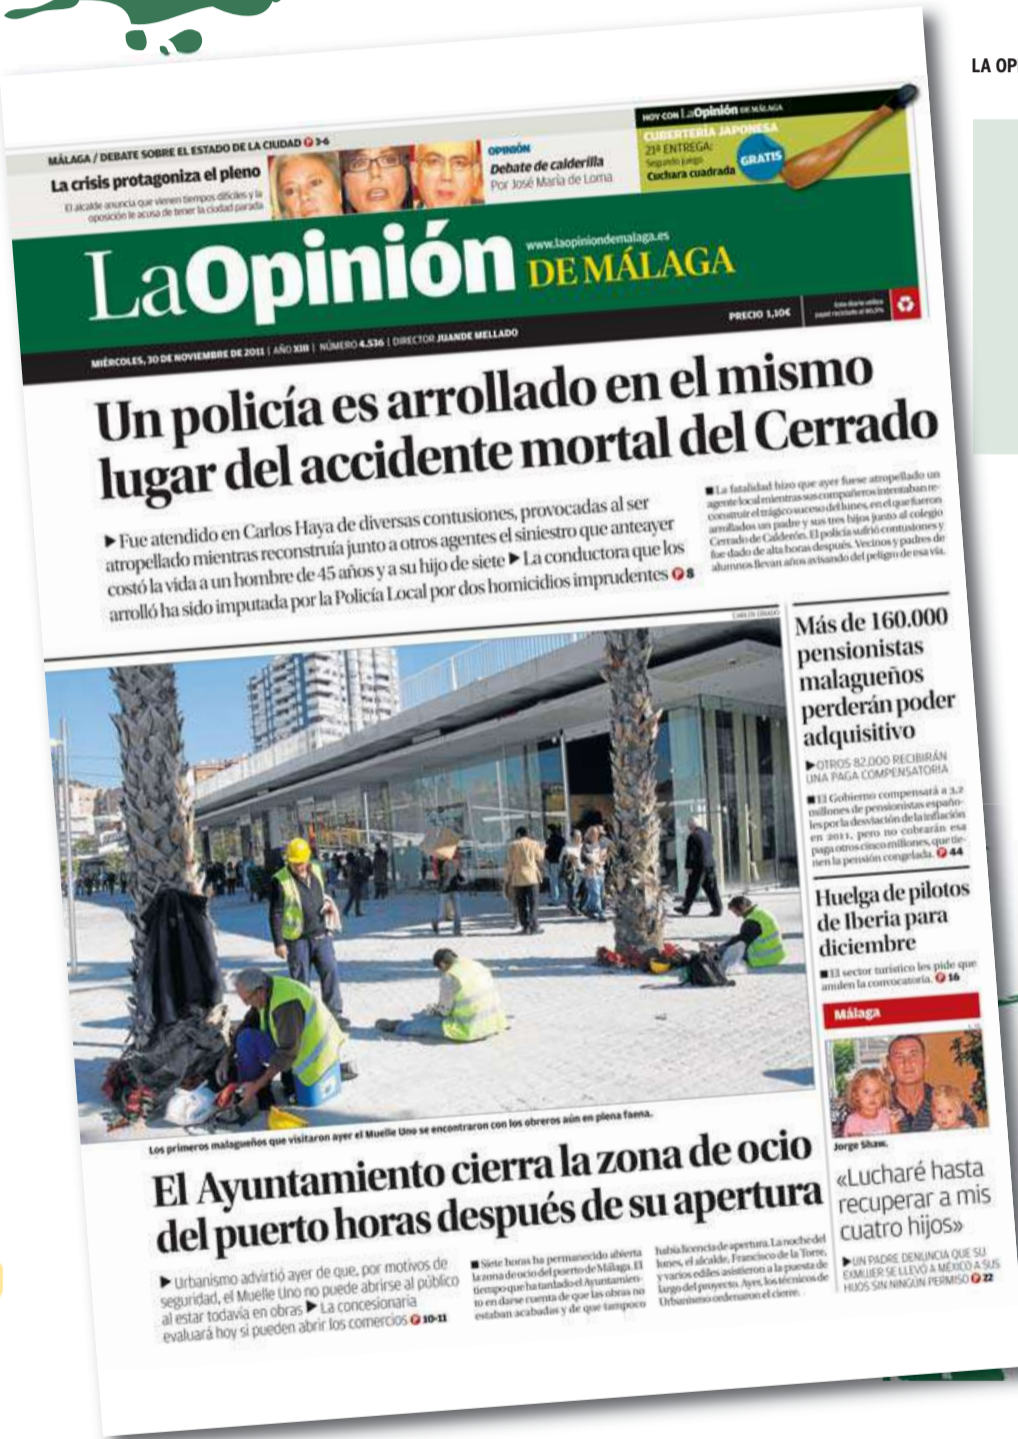 LA OP
MÁLAGA / DEBATE SOBRE EL ESTADO DE LA CIUDAD P 3-6
La crisis protagoniza el pleno
El alcalde anuncia que vienen tiempos difíciles y la
oposición le acusa de tener la ciudad parada
OPINIÓN
Debate de calderilla
Por José María de Loma
HOY CON La Opinión DE MÁLAGA
CUBERTERÍA JAPONESA
21ª ENTREGA:
Segundo juego
Cuchara cuadrada
GRATIS
La Opinión
www.laopiniondemalaga.es
DE MÁLAGA
MIÉRCOLES, 30 DE NOVIEMBRE DE 2011 | AÑO XIII | NÚMERO 4.536 | DIRECTOR JUANDE MELLADO
PRECIO 1,10€
Este diario utiliza
papel reciclado al
Un policía es arrollado en el mismo
lugar del accidente mortal del Cerrado
▶ Fue atendido en Carlos Haya de diversas contusiones, provocadas al ser
atropellado mientras reconstruía junto a otros agentes el siniestro que anteayer
costó la vida a un hombre de 45 años y a su hijo de siete ▶ La conductora que los
arrolló ha sido imputada por la Policía Local por dos homicidios imprudentes P 8
■ La fatalidad hizo que ayer fuese atropellado un
agente local mientras sus compañeros intentaban re-
construir el trágico suceso del lunes, en el que fueron
arrollados un padre y sus tres hijos junto al colegio
Cerrado de Calderón. El policía sufrió contusiones y
fue dado de alta horas después. Vecinos y padres de
alumnos llevan años avisando del peligro de esa vía.
Más de 160.000
pensionistas
malagueños
perderán poder
adquisitivo
▶ OTROS 82.000 RECIBIRÁN
UNA PAGA COMPENSATORIA
■ El Gobierno compensará a 3,2
millones de pensionistas españo-
les por la desviación de la inflación
en 2011, pero no cobrarán esa
paga otros cinco millones, que tie-
nen la pensión congelada. P 44
Huelga de pilotos
de Iberia para
diciembre
■ El sector turístico les pide que
anulen la convocatoria. P 16
Málaga
Jorge Shaw.
«Lucharé hasta
recuperar a mis
cuatro hijos»
▶ UN PADRE DENUNCIA QUE SU
EXMUJER SE LLEVÓ A MÉXICO A SUS
HIJOS SIN NINGÚN PERMISO P 22
Los primeros malagueños que visitaron ayer el Muelle Uno se encontraron con los obreros aún en plena faena.
El Ayuntamiento cierra la zona de ocio
del puerto horas después de su apertura
▶ Urbanismo advirtió ayer de que, por motivos de
seguridad, el Muelle Uno no puede abrirse al público
al estar todavía en obras ▶ La concesionaria
evaluará hoy si pueden abrir los comercios P 10-11
■ Siete horas ha permanecido abierta
la zona de ocio del puerto de Málaga. El
tiempo que ha tardado el Ayuntamien-
to en darse cuenta de que las obras no
estaban acabadas y de que tampoco
había licencia de apertura. La noche del
lunes, el alcalde, Francisco de la Torre,
y varios ediles asistieron a la puesta de
largo del proyecto. Ayer, los técnicos de
Urbanismo ordenaron el cierre.